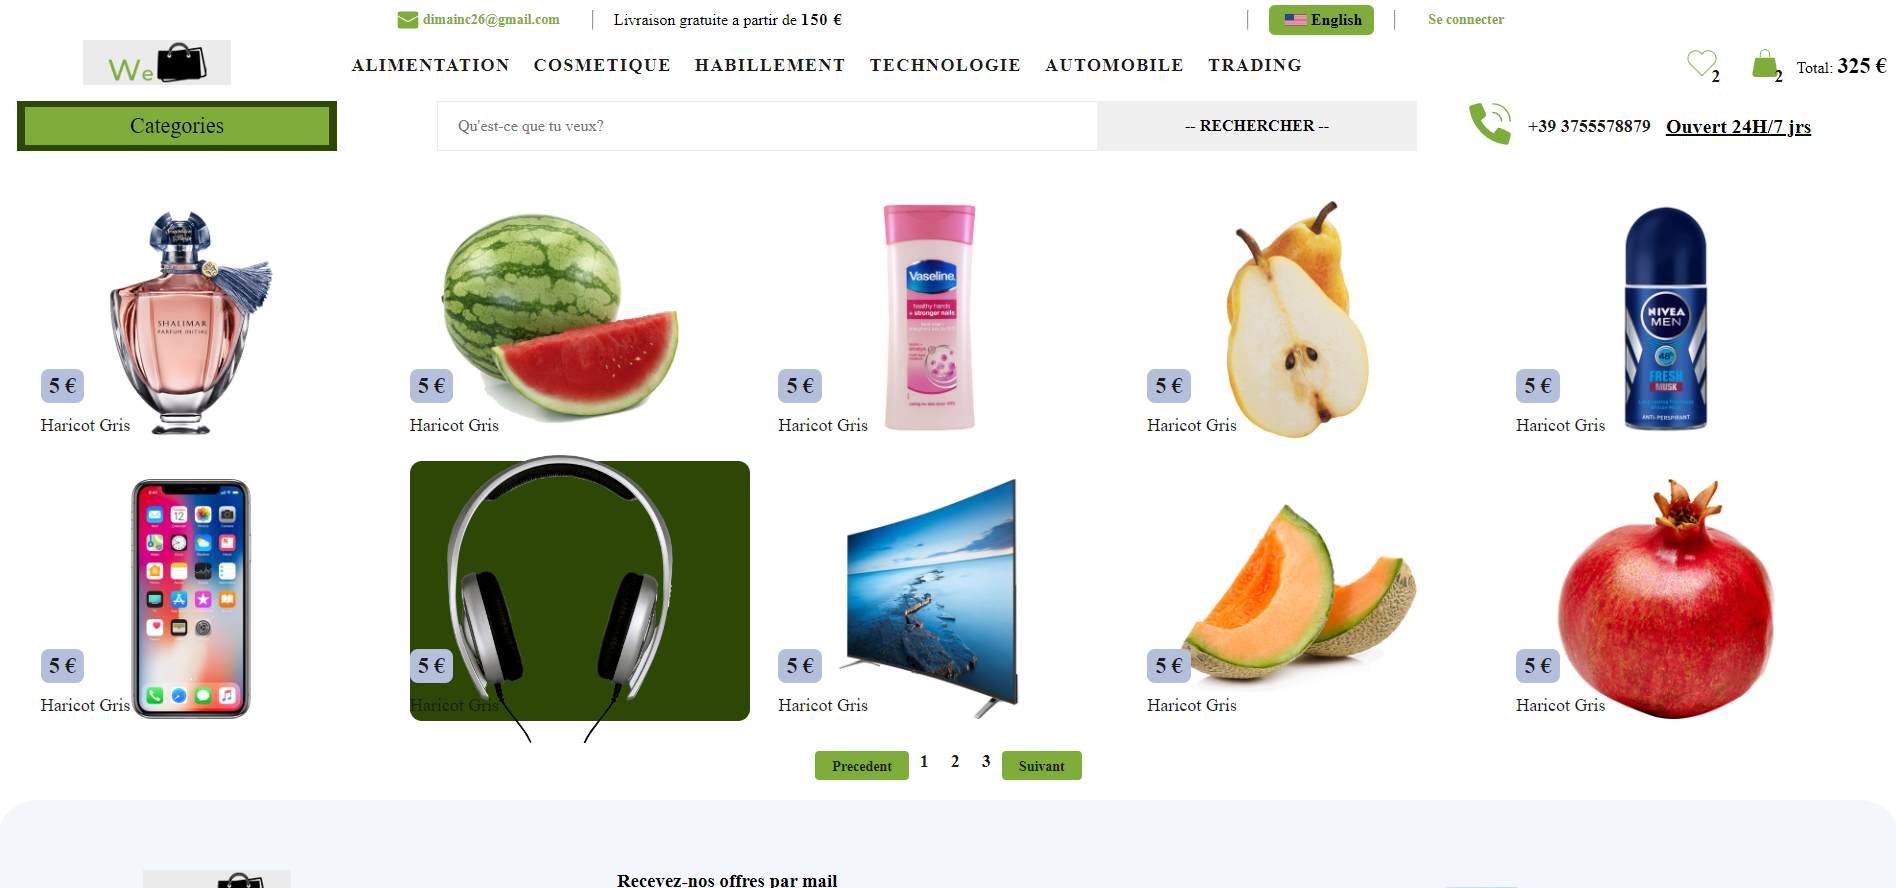 dimainc26@gmail.com
Livraison gratuite a partir de 150 €
English
Se connecter
We
ALIMENTATION COSMETIQUE HABILLEMENT TECHNOLOGIE AUTOMOBILE TRADING
2
2
Total: 325 €
Categories
Qu'est-ce que tu veux?
-- RECHERCHER --
+39 3755578879
Ouvert 24H/7 jrs
SHALIMAR
PARFUM INITIAL
5 €
Haricot Gris
5 €
Haricot Gris
Vaseline
healthy hands
+ stronger nails
5 €
Haricot Gris
5 €
Haricot Gris
NIVEA
MEN
48h
FRESH
MUSK
ANTI-PERSPIRANT
5 €
Haricot Gris
12
5 €
Haricot Gris
5 €
Haricot Gris
5 €
Haricot Gris
5 €
Haricot Gris
5 €
Haricot Gris
Precedent 1 2 3 Suivant
Recevez-nos offres par mail